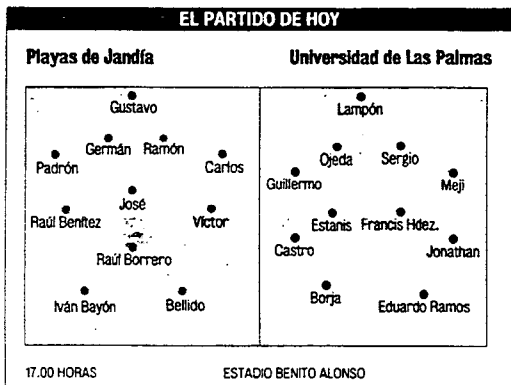 EL PARTIDO DE HOY
Playas de Jandía
Universidad de Las Palmas
Gustavo
Germán Ramón
Padrón Carlos
José
Raúl Benítez Víctor
Raúl Borrero
Iván Bayón Bellido
Lampón
Ojeda Sergio
Guillermo Meji
Estanis Francis Hdez.
Castro Jonathan
Borja Eduardo Ramos
17.00 HORAS
ESTADIO BENITO ALONSO